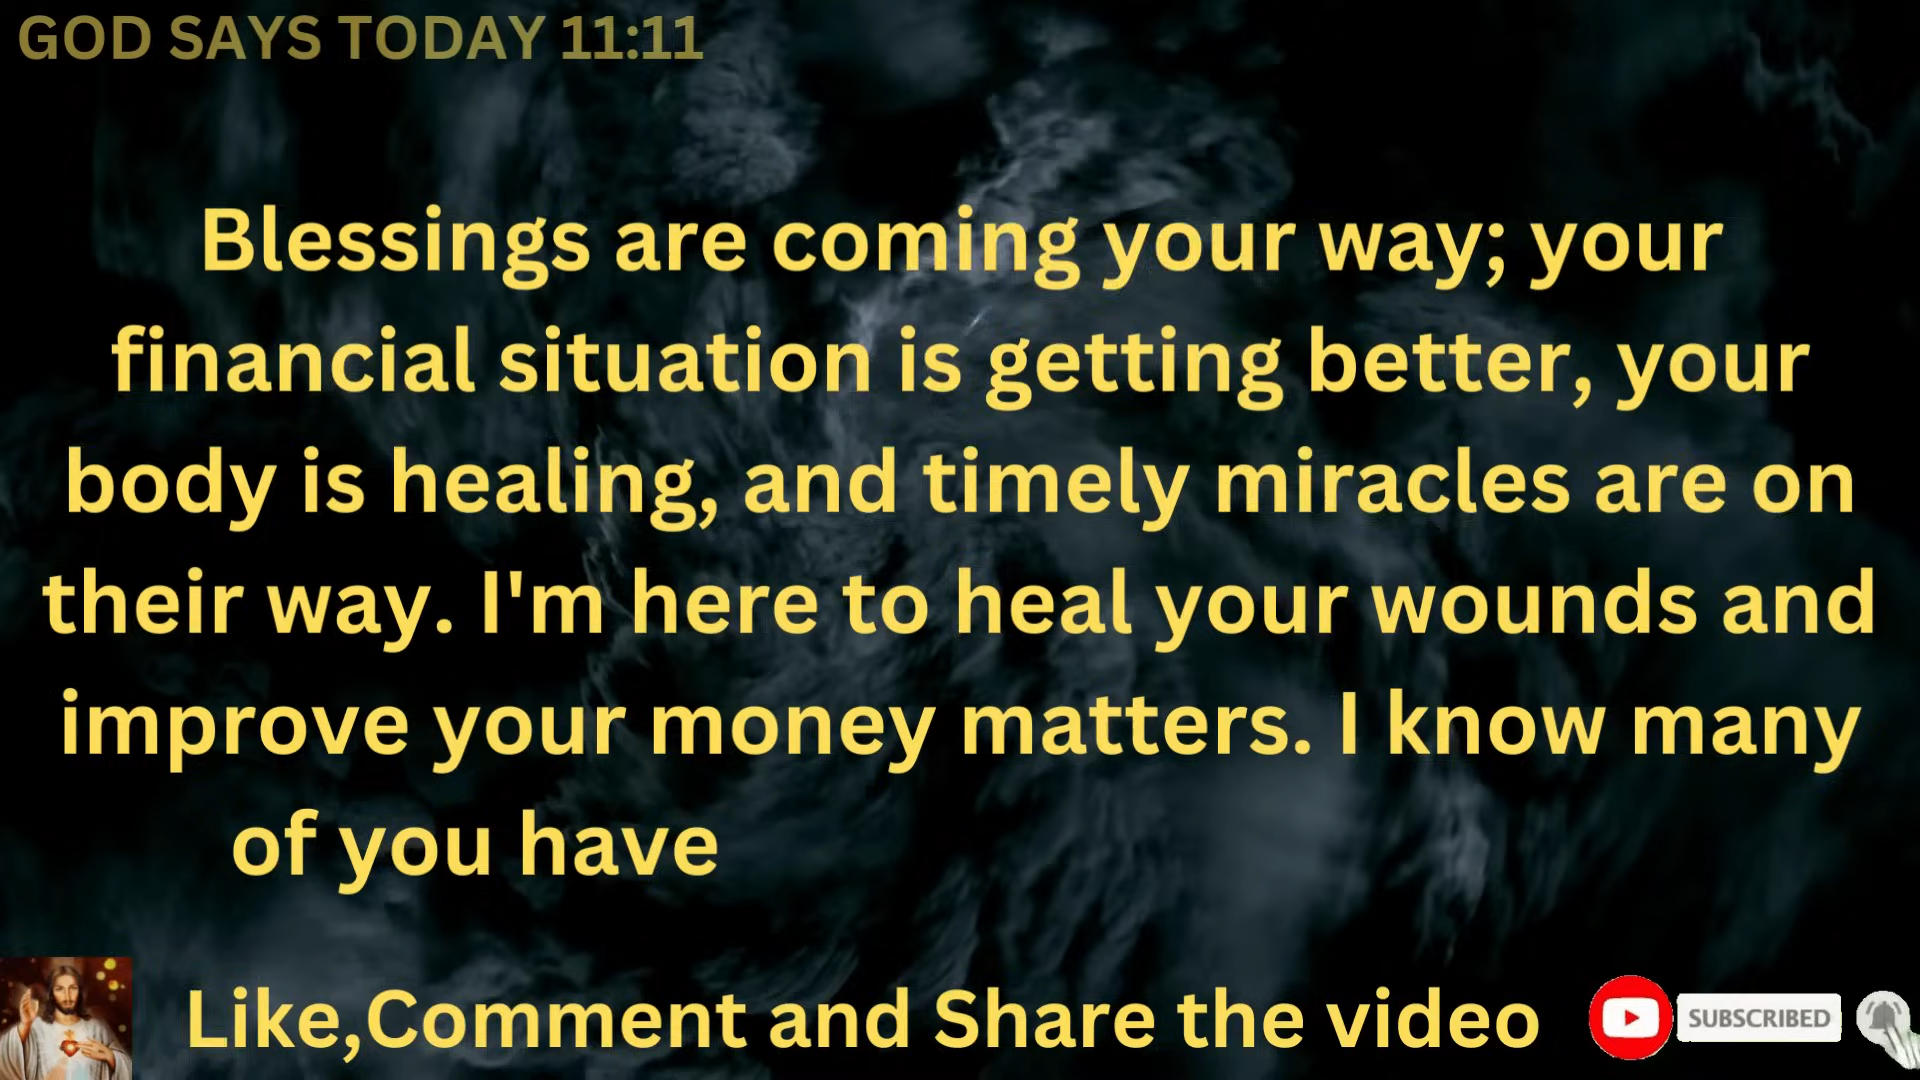 GOD SAYS TODAY 11:11
Blessings are coming your way; your
financial situation is getting better, your
body is healing, and timely miracles are on
their way. I'm here to heal your wounds and
improve your money matters. I know many
of you have
Like,Comment and Share the video
SUBSCRIBED